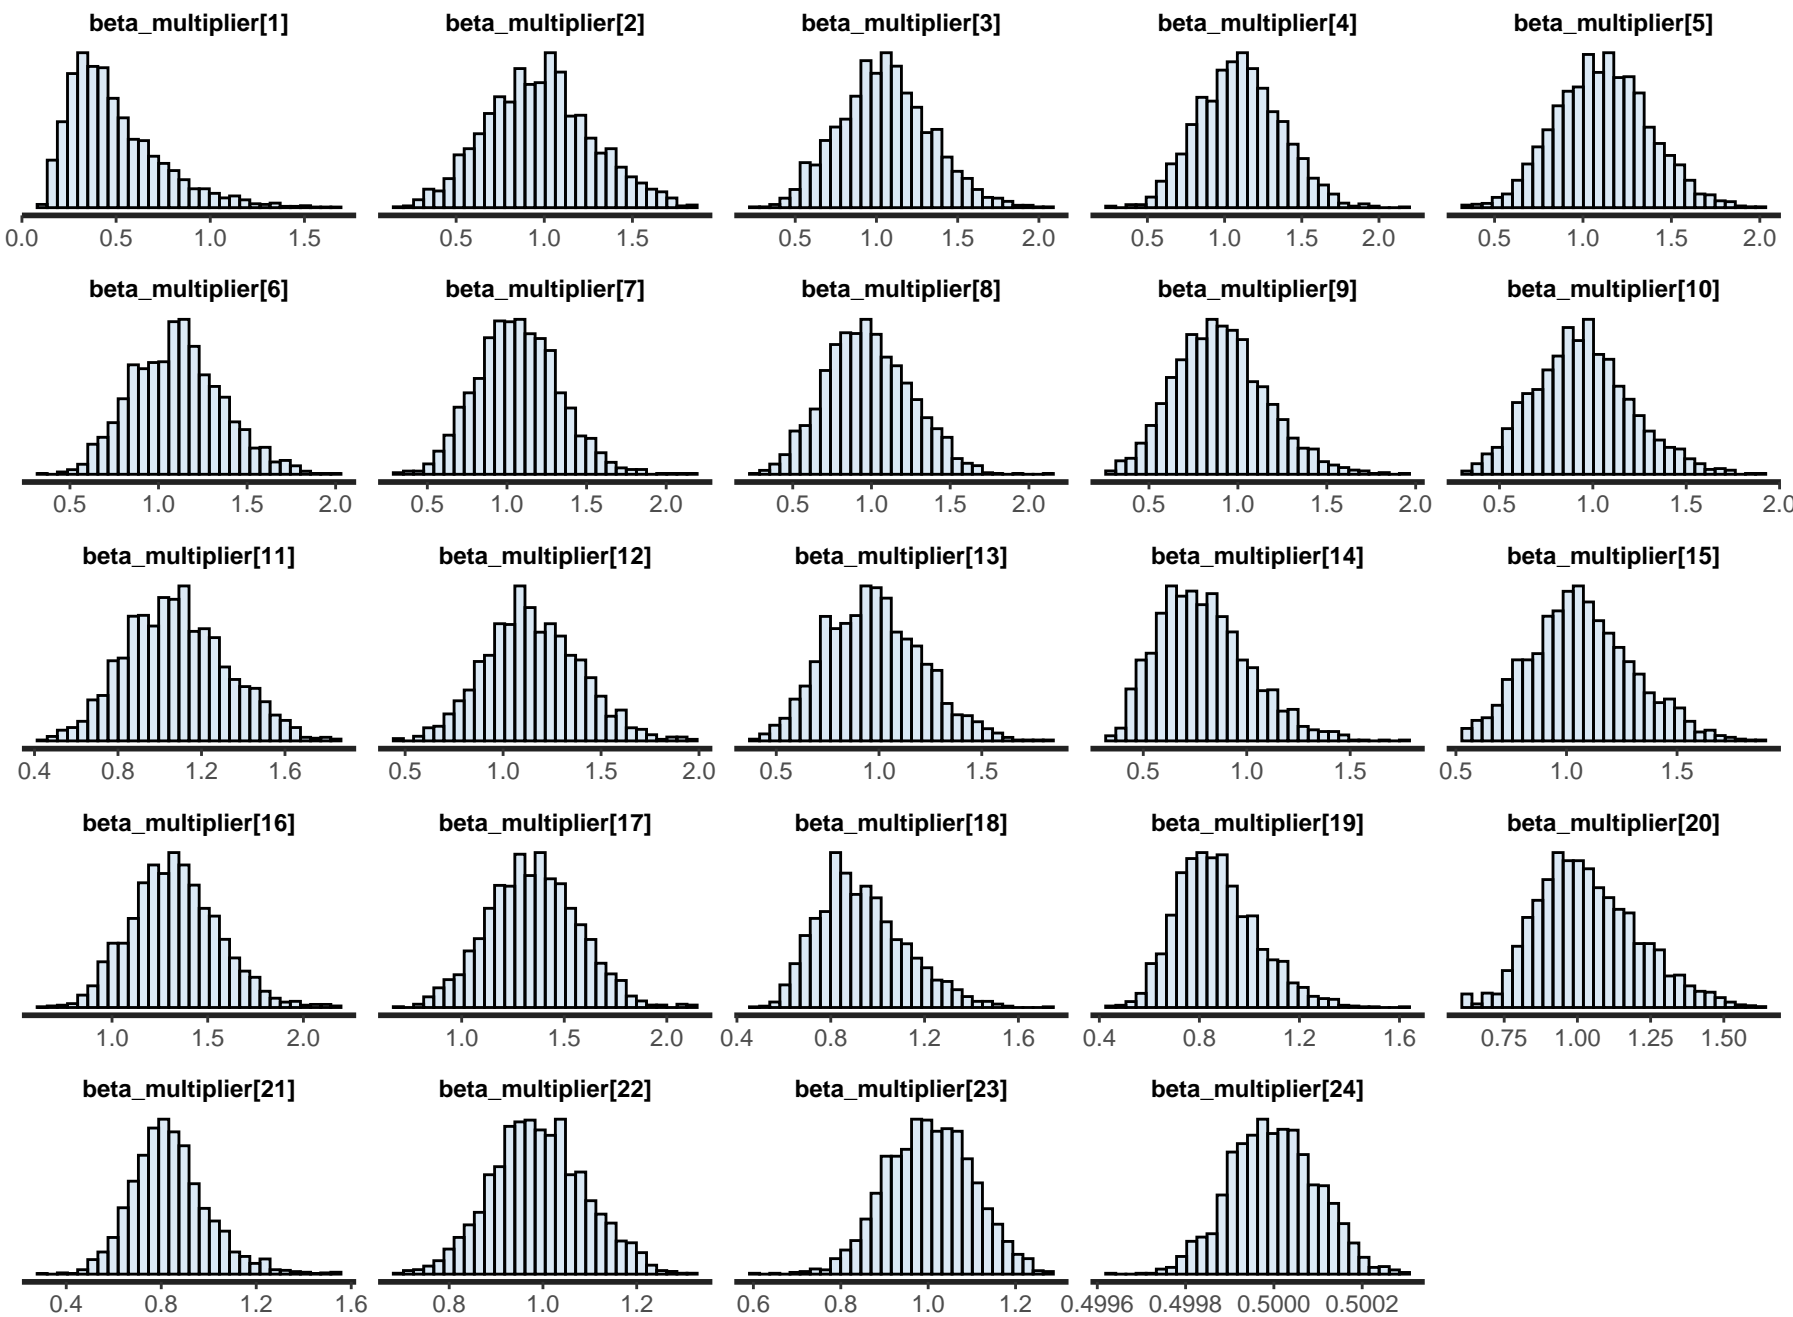 beta_multiplier[1] beta_multiplier[2] beta_multiplier[3] beta_multiplier[4] beta_multiplier[5]
0.0 0.5 1.0 1.5 0.5 1.0 1.5 0.5 1.0 1.5 2.0 0.5 1.0 1.5 2.0 0.5 1.0 1.5 2.0
beta_multiplier[6] beta_multiplier[7] beta_multiplier[8] beta_multiplier[9] beta_multiplier[10]
0.5 1.0 1.5 2.0 0.5 1.0 1.5 2.0 0.5 1.0 1.5 2.0 0.5 1.0 1.5 2.0 0.5 1.0 1.5 2.0
beta_multiplier[11] beta_multiplier[12] beta_multiplier[13] beta_multiplier[14] beta_multiplier[15]
0.4 0.8 1.2 1.6 0.5 1.0 1.5 2.0 0.5 1.0 1.5 0.5 1.0 1.5 0.5 1.0 1.5
beta_multiplier[16] beta_multiplier[17] beta_multiplier[18] beta_multiplier[19] beta_multiplier[20]
1.0 1.5 2.0 1.0 1.5 2.0 0.4 0.8 1.2 1.6 0.4 0.8 1.2 1.6 0.75 1.00 1.25 1.50
beta_multiplier[21] beta_multiplier[22] beta_multiplier[23] beta_multiplier[24]
0.4 0.8 1.2 1.6 0.8 1.0 1.2 0.6 0.8 1.0 1.2 0.4996 0.4998 0.5000 0.5002